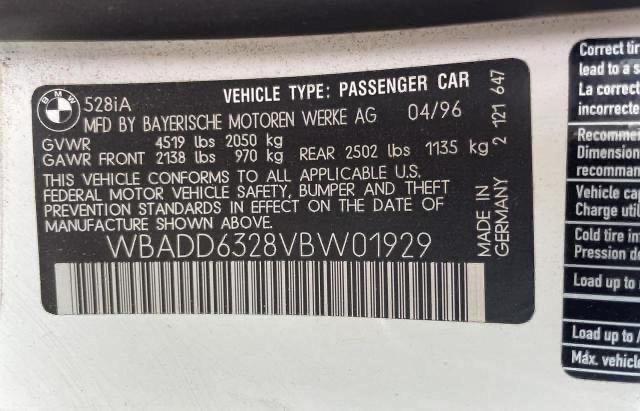 BMW
528iA
VEHICLE TYPE: PASSENGER CAR
MFD BY BAYERISCHE MOTOREN WERKE AG 04/96
GVWR 4519 lbs 2050 kg
GAWR FRONT 2138 lbs 970 kg REAR 2502 lbs 1135 kg
THIS VEHICLE CONFORMS TO ALL APPLICABLE U.S.
FEDERAL MOTOR VEHICLE SAFETY, BUMPER AND THEFT
PREVENTION STANDARDS IN EFFECT ON THE DATE OF
MANUFACTURE SHOWN ABOVE.
WBADD6328VBW01929
MADE IN
GERMANY
2 121 647
Correct tir
lead to a s
La correct
incorrecte
Recomme
Dimension
recomman
Vehicle cap
Charge util
Cold tire in
Pression de
Load up to
Load up to
Máx. vehicle